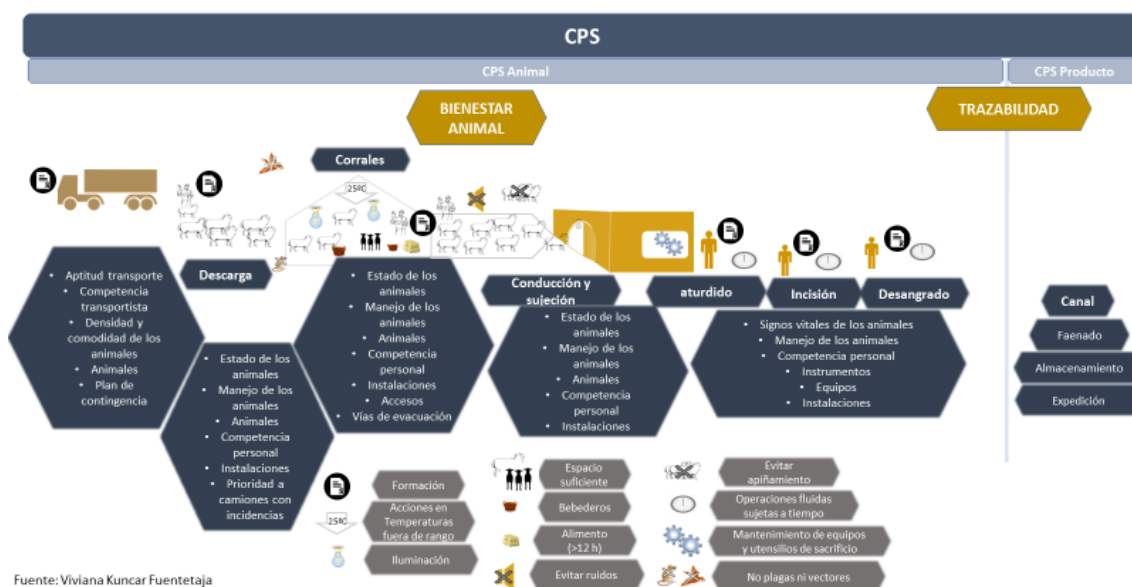 CPS
CPS Animal
CPS Producto
BIENESTAR
ANIMAL
TRAZABILIDAD
Corrales
25ºC
Descarga
Conducción y
sujeción
aturdido
Incisión
Desangrado
Canal
Faenado
Almacenamiento
Expedición
• Aptitud transporte
• Competencia
transportista
• Densidad y
comodidad de los
animales
• Animales
• Plan de
contingencia
• Estado de los
animales
• Manejo de los
animales
• Animales
• Competencia
personal
• Instalaciones
• Prioridad a
camiones con
incidencias
• Estado de los
animales
• Manejo de los
animales
• Animales
• Competencia
personal
• Instalaciones
• Accesos
• Vías de evacuación
• Estado de los
animales
• Manejo de los
animales
• Animales
• Competencia
personal
• Instalaciones
• Signos vitales de los animales
• Manejo de los animales
• Competencia personal
• Instrumentos
• Equipos
• Instalaciones
Formación
25ºC
Acciones en
Temperaturas
fuera de rango
Iluminación
Espacio
suficiente
Bebederos
Alimento
(>12 h)
Evitar ruidos
Evitar
apiñamiento
Operaciones fluidas
sujetas a tiempo
Mantenimiento de equipos
y utensilios de sacrificio
No plagas ni vectores
Fuente: Viviana Kuncar Fuentetaja